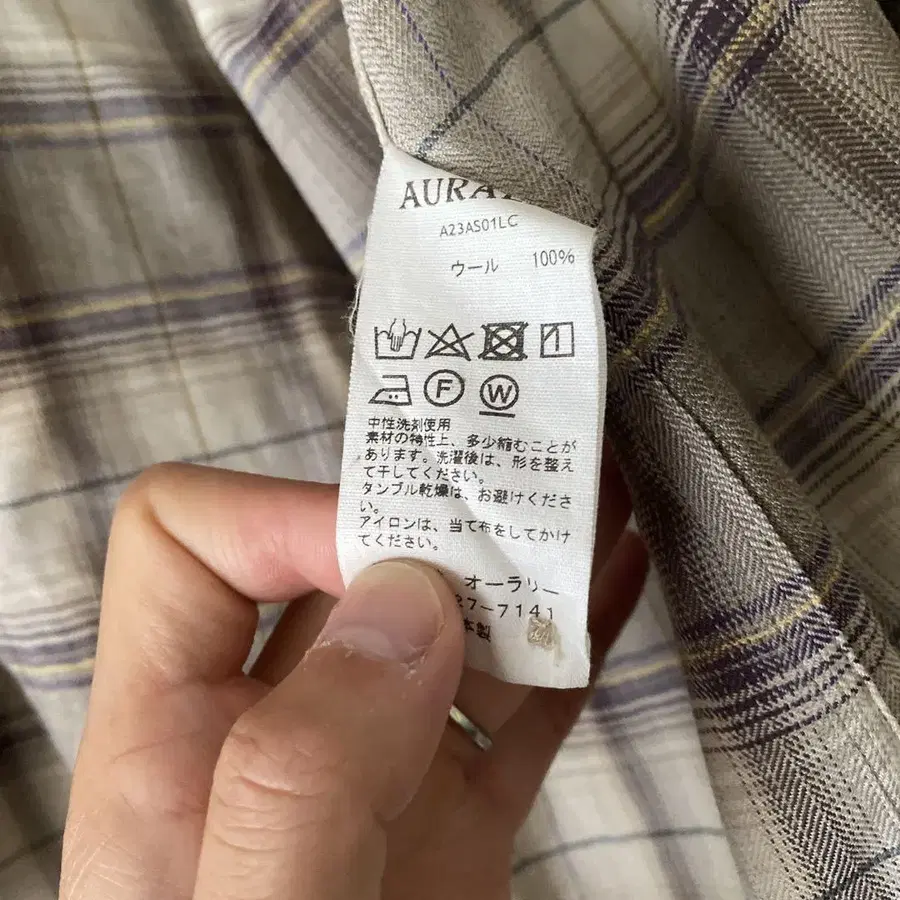 A23AS01LC
ウール 100%
F
W
中性洗剤使用
素材の特性上、多少縮むことが
あります。洗濯後は、形を整え
て干してください。
タンブル乾燥は、お避けくださ
い。
アイロンは、当て布をしてかけ
てください。
オーラリー
27-7141
本製